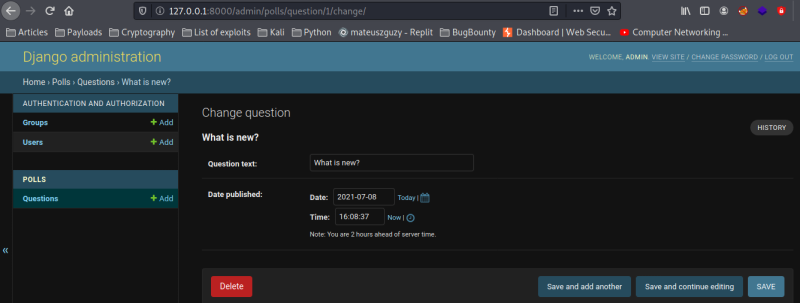 127.0.0.1:8000/admin/polls/question/1/change/
Articles Payloads Cryptography List of exploits Kali Python mateuszguzy - Replit BugBounty Dashboard | Web Secu... Computer Networking ...
Django administration
WELCOME, ADMIN. VIEW SITE / CHANGE PASSWORD / LOG OUT
Home › Polls › Questions › What is new?
AUTHENTICATION AND AUTHORIZATION
Groups + Add
Users + Add
POLLS
Questions + Add
«
Change question
What is new?
HISTORY
Question text: What is new?
Date published: Date: 2021-07-08 Today |
Time: 16:08:37 Now |
Note: You are 2 hours ahead of server time.
Delete Save and add another Save and continue editing SAVE